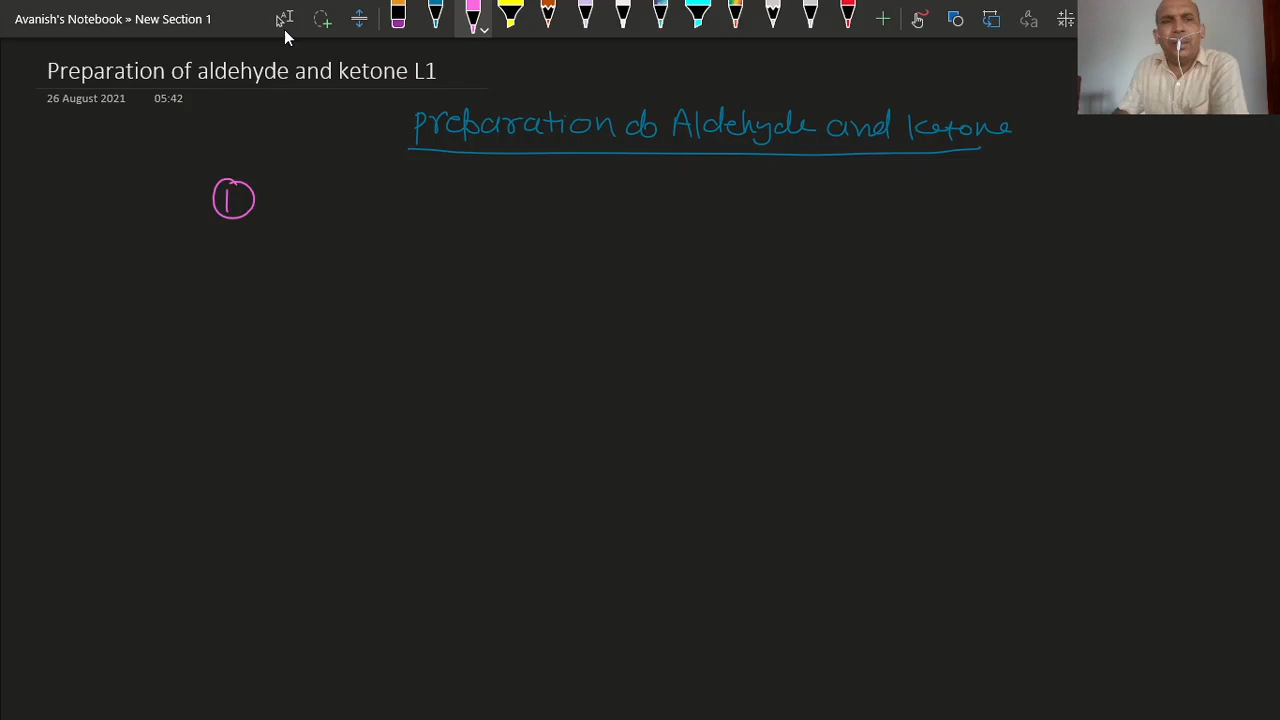 Avanish's Notebook » New Section 1
Preparation of aldehyde and ketone L1
26 August 2021 05:42
Preparation of Aldehyde and Ketone
1